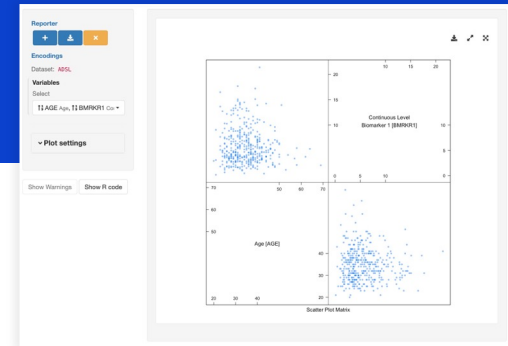 Reporter
Encodings
Dataset: ADSL
Variables
Select
AGE Age, BMRKR1 Co
Plot settings
Show Warnings
Show R code
10 15 20
20
15
10
Continuous Level
Biomarker 1 [BMRKR1]
10
5
0
0 5 10
70
60
50
50 60 70
Age [AGE]
40
30
20
20 30 40
Scatter Plot Matrix